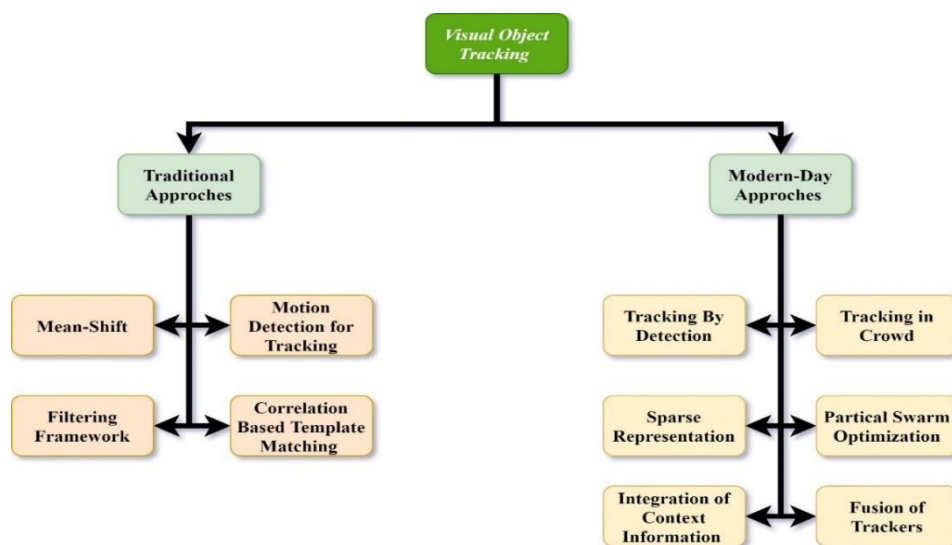 Visual Object
Tracking
Traditional
Approches
Modern-Day
Approches
Mean-Shift
Motion
Detection for
Tracking
Filtering
Framework
Correlation
Based Template
Matching
Tracking By
Detection
Tracking in
Crowd
Sparse
Representation
Partical Swarm
Optimization
Integration of
Context
Information
Fusion of
Trackers